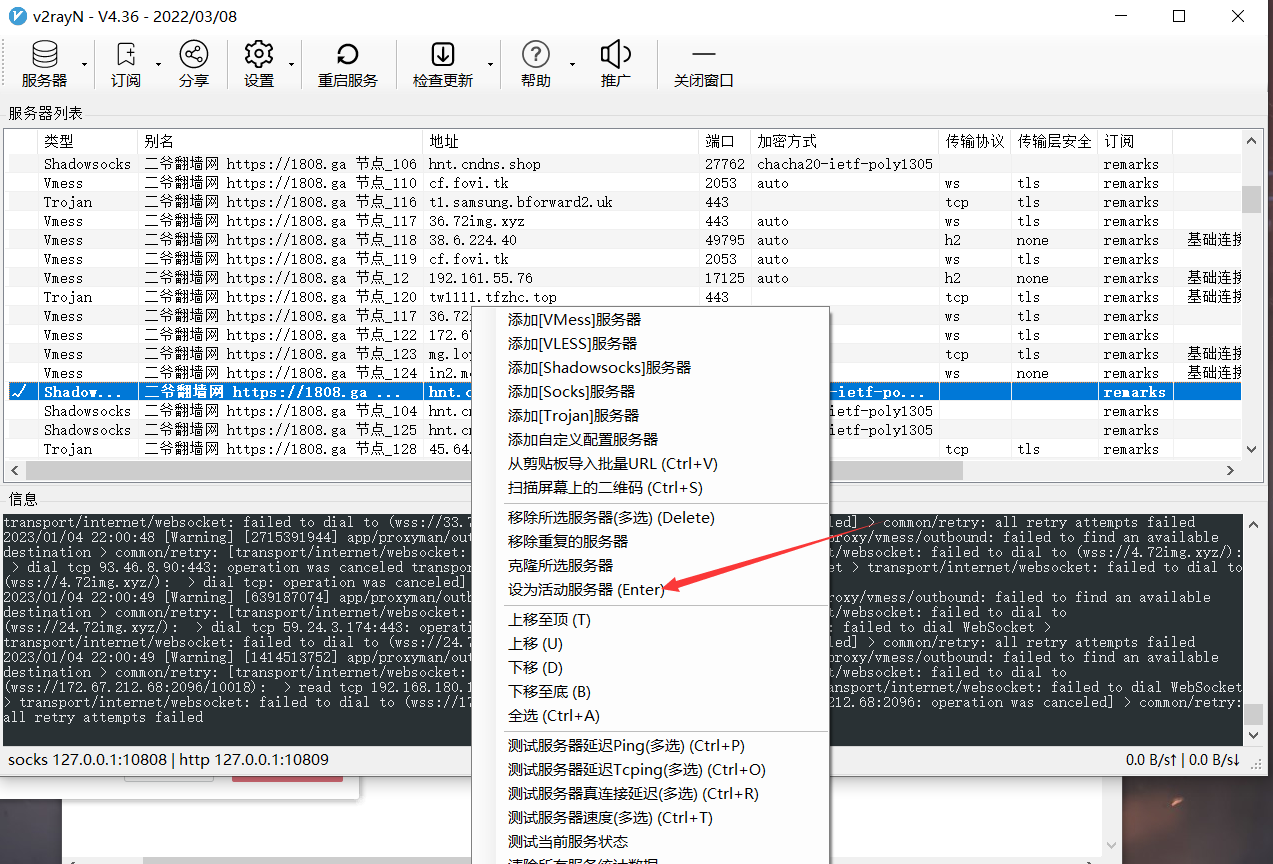 v2rayN - V4.36 - 2022/03/08
服务器 订阅 分享 设置 重启服务 检查更新 帮助 推广 关闭窗口
服务器列表
类型 别名 地址 端口 加密方式 传输协议 传输层安全 订阅
Shadowsocks 二爷翻墙网 https://1808.ga 节点_106 hnt.cndns.shop 27762 chacha20-ietf-poly1305 remarks
Vmess 二爷翻墙网 https://1808.ga 节点_110 cf.fovi.tk 2053 auto ws tls remarks
Trojan 二爷翻墙网 https://1808.ga 节点_116 t1.samsung.bforward2.uk 443 tcp tls remarks
Vmess 二爷翻墙网 https://1808.ga 节点_117 36.72img.xyz 443 auto ws tls remarks
Vmess 二爷翻墙网 https://1808.ga 节点_118 38.6.224.40 49795 auto h2 none remarks 基础连接
Vmess 二爷翻墙网 https://1808.ga 节点_119 cf.fovi.tk 2053 auto ws tls remarks
Vmess 二爷翻墙网 https://1808.ga 节点_12 192.161.55.76 17125 auto h2 none remarks 基础连接
Trojan 二爷翻墙网 https://1808.ga 节点_120 tw1111.tfzhc.top 443 tcp tls remarks 基础连接
Vmess 二爷翻墙网 https://1808.ga 节点_117 36.72 ws tls remarks
Vmess 二爷翻墙网 https://1808.ga 节点_122 172.6 ws tls remarks
Vmess 二爷翻墙网 https://1808.ga 节点_123 mg.lo tcp tls remarks 基础连接
Vmess 二爷翻墙网 https://1808.ga 节点_124 in2.m ws none remarks 基础连接
Shadow... 二爷翻墙网 https://1808.ga ... hnt.c -ietf-po... remarks
Shadowsocks 二爷翻墙网 https://1808.ga 节点_104 hnt.c ietf-poly1305 remarks
Shadowsocks 二爷翻墙网 https://1808.ga 节点_125 hnt.c ietf-poly1305 remarks
Trojan 二爷翻墙网 https://1808.ga 节点_128 45.64 tcp tls remarks
添加[VMess]服务器
添加[VLESS]服务器
添加[Shadowsocks]服务器
添加[Socks]服务器
添加[Trojan]服务器
添加自定义配置服务器
从剪贴板导入批量URL (Ctrl+V)
扫描屏幕上的二维码 (Ctrl+S)
移除所选服务器(多选) (Delete)
移除重复的服务器
克隆所选服务器
设为活动服务器 (Enter)
上移至顶 (T)
上移 (U)
下移 (D)
下移至底 (B)
全选 (Ctrl+A)
测试服务器延迟Ping(多选) (Ctrl+P)
测试服务器延迟Tcping(多选) (Ctrl+O)
测试服务器真连接延迟(多选) (Ctrl+R)
测试服务器速度(多选) (Ctrl+T)
测试当前服务状态
清除所有服务统计数据
信息
transport/internet/websocket: failed to dial to (wss://33.7 ed] > common/retry: all retry attempts failed
2023/01/04 22:00:48 [Warning] [2715391944] app/proxyman/out roxy/vmess/outbound: failed to find an available
destination > common/retry: [transport/internet/websocket: t/websocket: failed to dial to (wss://4.72img.xyz/):
> dial tcp 93.46.8.90:443: operation was canceled transpor et > transport/internet/websocket: failed to dial to
(wss://4.72img.xyz/): > dial tcp: operation was canceled]
2023/01/04 22:00:49 [Warning] [639187074] app/proxyman/outb roxy/vmess/outbound: failed to find an available
destination > common/retry: [transport/internet/websocket: t/websocket: failed to dial to
(wss://24.72img.xyz/): > dial tcp 59.24.3.174:443: operati : failed to dial WebSocket >
transport/internet/websocket: failed to dial to (wss://24.7 ed] > common/retry: all retry attempts failed
2023/01/04 22:00:49 [Warning] [1414513752] app/proxyman/out roxy/vmess/outbound: failed to find an available
destination > common/retry: [transport/internet/websocket: t/websocket: failed to dial to
(wss://172.67.212.68:2096/10018): > read tcp 192.168.180.1 ansport/internet/websocket: failed to dial WebSocket
> transport/internet/websocket: failed to dial to (wss://17 212.68:2096: operation was canceled] > common/retry:
all retry attempts failed
socks 127.0.0.1:10808 | http 127.0.0.1:10809 0.0 B/s↑ | 0.0 B/s↓